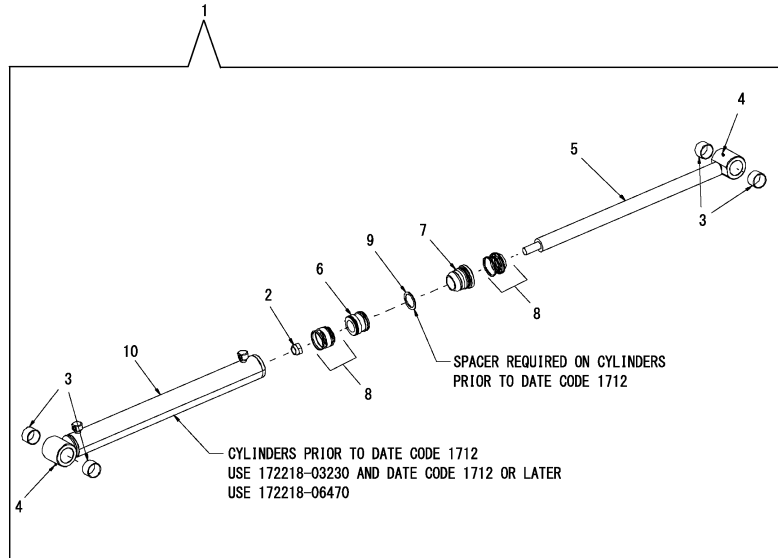 1
4
5
3
7
9
6
8
2
SPACER REQUIRED ON CYLINDERS
PRIOR TO DATE CODE 1712
10
8
3
CYLINDERS PRIOR TO DATE CODE 1712
USE 172218-03230 AND DATE CODE 1712 OR LATER
USE 172218-06470
4